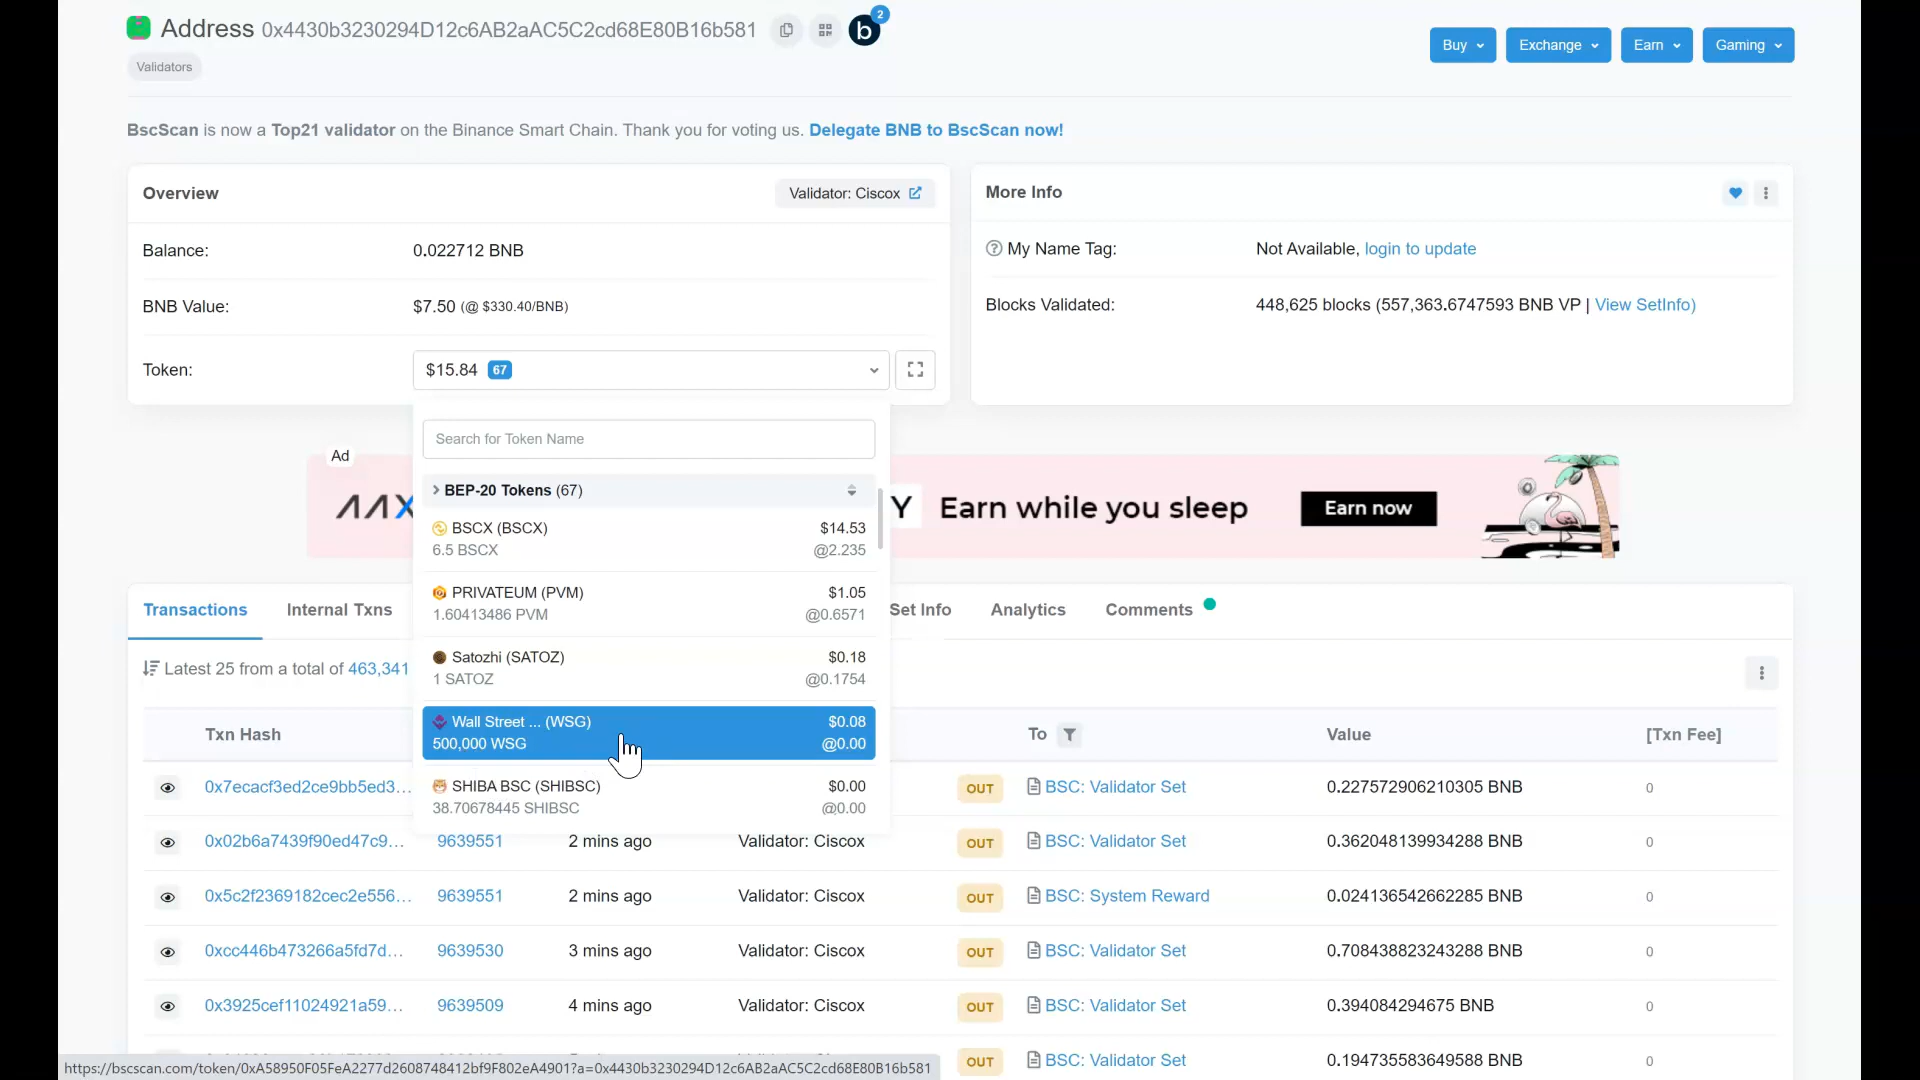 Address 0x4430b3230294D12c6AB2aAC5C2cd68E80B16b581
b 2
Buy
Exchange
Earn
Gaming
Validators
BscScan is now a Top21 validator on the Binance Smart Chain. Thank you for voting us. Delegate BNB to BscScan now!
Overview
Validator: Ciscox
Balance: 0.022712 BNB
BNB Value: $7.50 (@ $330.40/BNB)
Token: $15.84 67
More Info
My Name Tag: Not Available, login to update
Blocks Validated: 448,625 blocks (557,363.6747593 BNB VP | View SetInfo)
Search for Token Name
BEP-20 Tokens (67)
BSCX (BSCX) $14.53
6.5 BSCX @2.235
PRIVATEUM (PVM) $1.05
1.60413486 PVM @0.6571
Satozhi (SATOZ) $0.18
1 SATOZ @0.1754
Wall Street ... (WSG) $0.08
500,000 WSG @0.00
SHIBA BSC (SHIBSC) $0.00
38.70678445 SHIBSC @0.00
Ad
AAX Y Earn while you sleep Earn now
Transactions Internal Txns Set Info Analytics Comments
Latest 25 from a total of 463,341
Txn Hash To Value [Txn Fee]
0x7ecacf3ed2ce9bb5ed3... OUT BSC: Validator Set 0.227572906210305 BNB 0
0x02b6a7439f90ed47c9... 9639551 2 mins ago Validator: Ciscox OUT BSC: Validator Set 0.362048139934288 BNB 0
0x5c2f2369182cec2e556... 9639551 2 mins ago Validator: Ciscox OUT BSC: System Reward 0.024136542662285 BNB 0
0xcc446b473266a5fd7d... 9639530 3 mins ago Validator: Ciscox OUT BSC: Validator Set 0.708438823243288 BNB 0
0x3925cef11024921a59... 9639509 4 mins ago Validator: Ciscox OUT BSC: Validator Set 0.394084294675 BNB 0
OUT BSC: Validator Set 0.194735583649588 BNB 0
https://bscscan.com/token/0xA58950F05FeA2277d2608748412bf9F802eA4901?a=0x4430b3230294D12c6AB2aAC5C2cd68E80B16b581